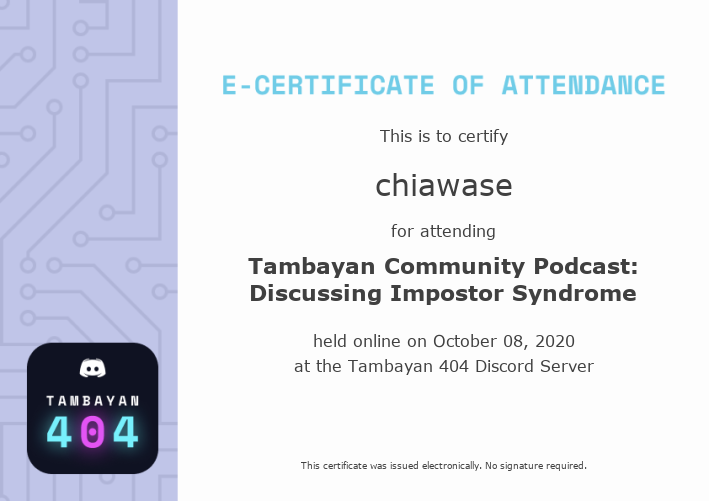 E-CERTIFICATE OF ATTENDANCE
This is to certify
chiawase
for attending
Tambayan Community Podcast:
Discussing Impostor Syndrome
held online on October 08, 2020
at the Tambayan 404 Discord Server
TAMBAYAN
404
This certificate was issued electronically. No signature required.